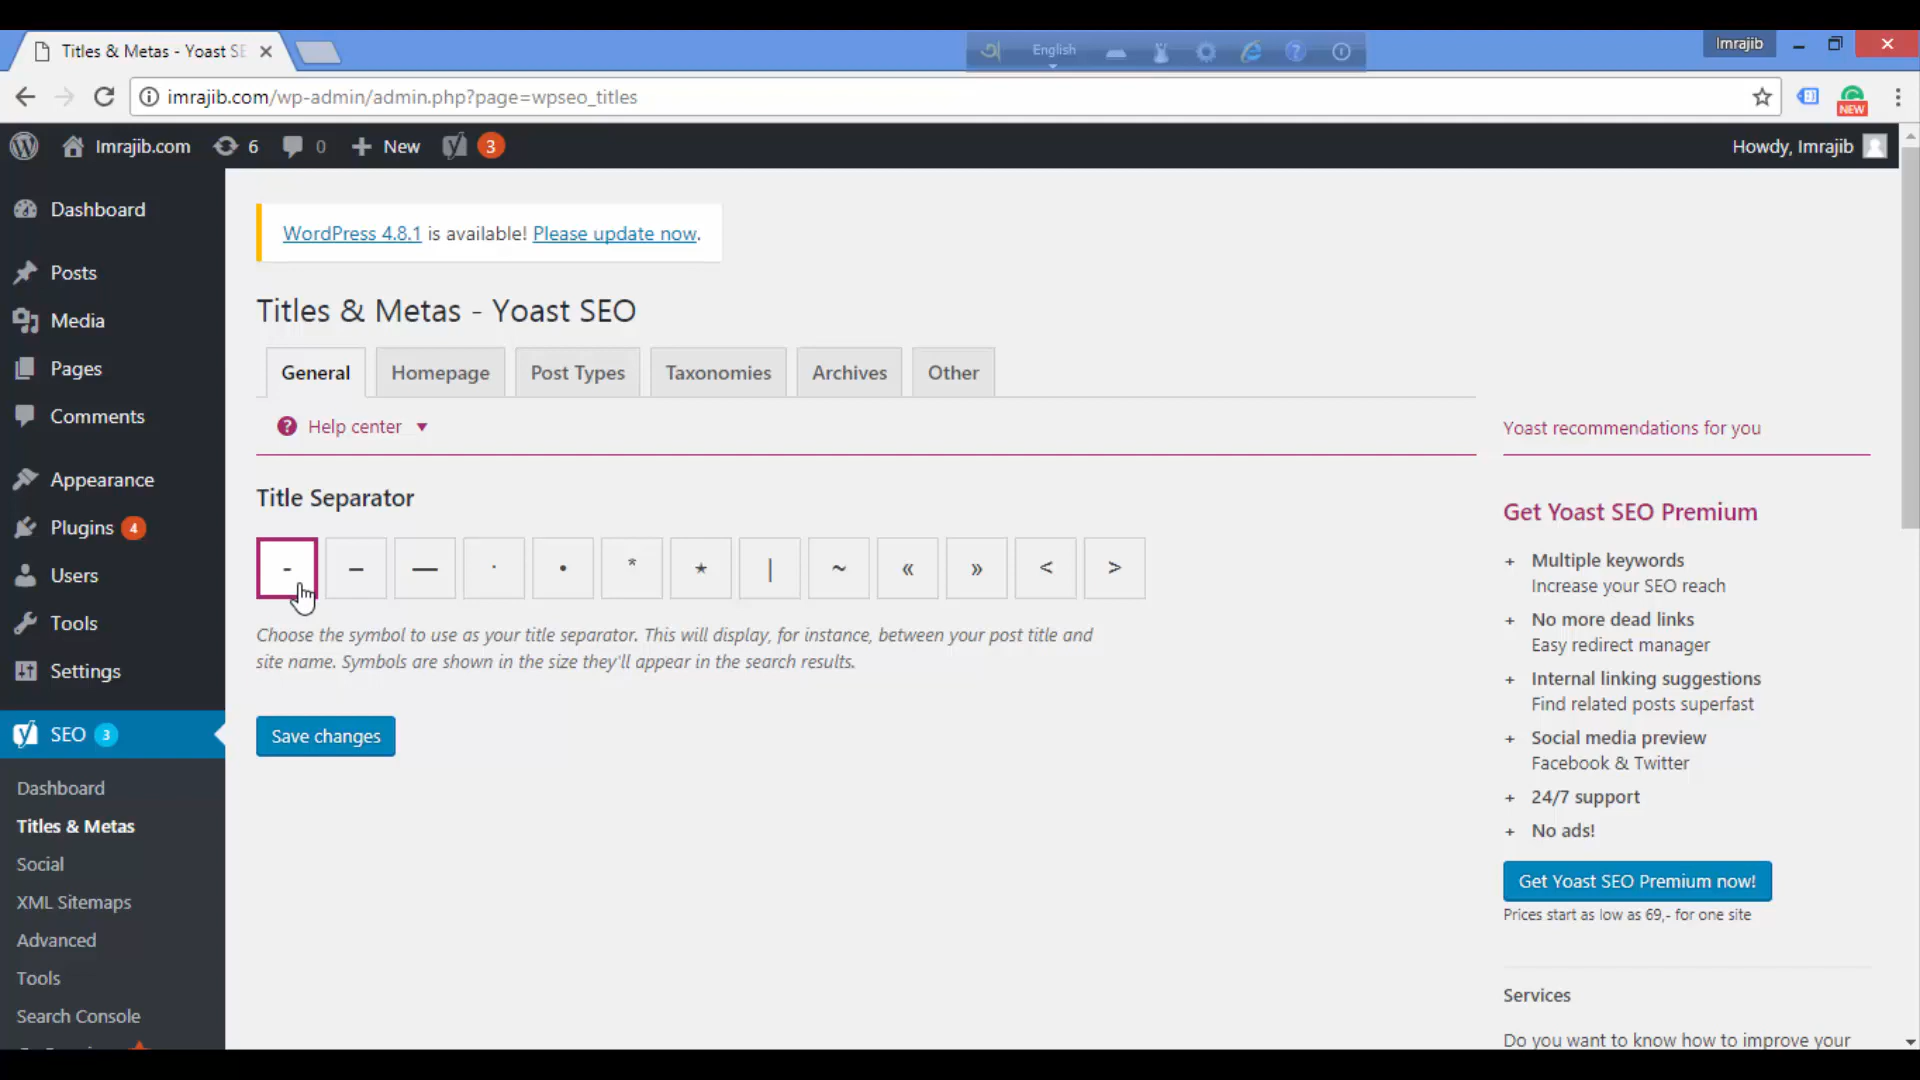 Titles & Metas - Yoast SE
English
Imrajib
imrajib.com/wp-admin/admin.php?page=wpseo_titles
NEW
Imrajib.com
6
0
New
3
Howdy, Imrajib
Dashboard
Posts
Media
Pages
Comments
Appearance
Plugins 4
Users
Tools
Settings
SEO 3
Dashboard
Titles & Metas
Social
XML Sitemaps
Advanced
Tools
Search Console
WordPress 4.8.1 is available! Please update now.
Titles & Metas - Yoast SEO
General
Homepage
Post Types
Taxonomies
Archives
Other
Help center
Title Separator
- – — · • * ⋆ | ~ « » < >
Choose the symbol to use as your title separator. This will display, for instance, between your post title and
site name. Symbols are shown in the size they'll appear in the search results.
Save changes
Yoast recommendations for you
Get Yoast SEO Premium
+ Multiple keywords
Increase your SEO reach
+ No more dead links
Easy redirect manager
+ Internal linking suggestions
Find related posts superfast
+ Social media preview
Facebook & Twitter
+ 24/7 support
+ No ads!
Get Yoast SEO Premium now!
Prices start as low as 69,- for one site
Services
Do you want to know how to improve your